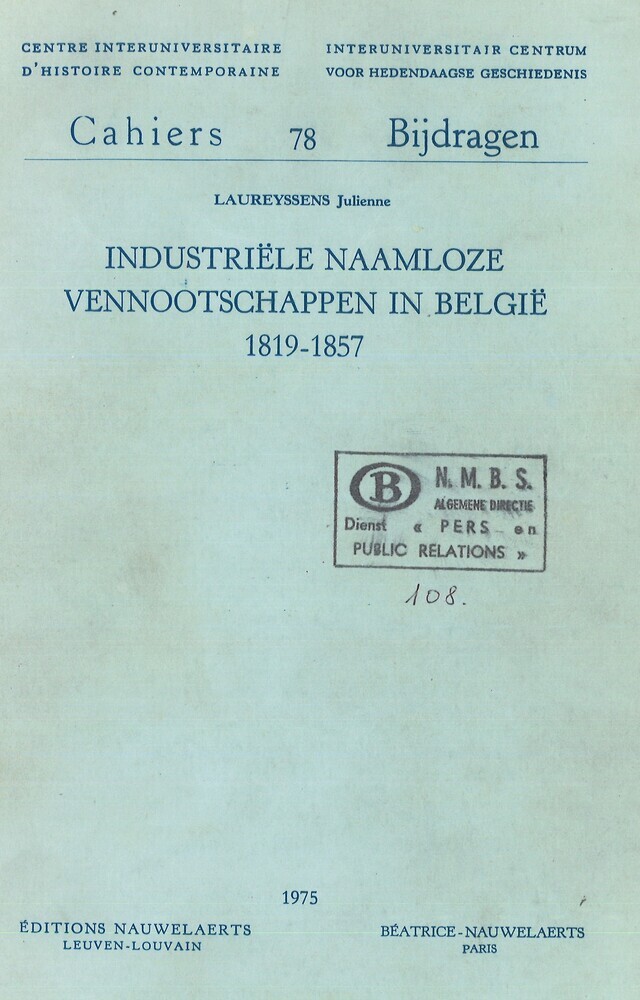 CENTRE INTERUNIVERSITAIRE
D'HISTOIRE CONTEMPORAINE
INTERUNIVERSITAIR CENTRUM
VOOR HEDENDAAGSE GESCHIEDENIS
Cahiers 78 Bijdragen
LAUREYSSENS Julienne
INDUSTRIËLE NAAMLOZE
VENNOOTSCHAPPEN IN BELGIË
1819-1857
B N. M. B. S.
ALGEMENE DIRECTIE
Dienst « PERS en
PUBLIC RELATIONS »
108.
1975
ÉDITIONS NAUWELAERTS
LEUVEN-LOUVAIN
BÉATRICE-NAUWELAERTS
PARIS